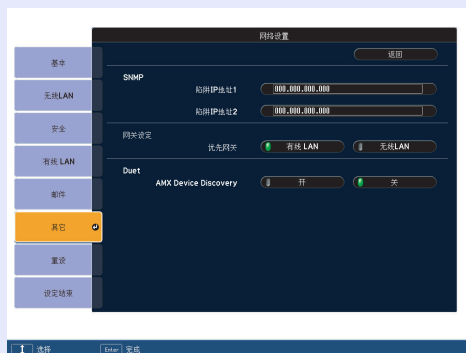 网络设置
返回
基本
无线LAN
安全
有线 LAN
邮件
其它
重设
设定结束
SNMP
陷阱IP地址1 000.000.000.000
陷阱IP地址2 000.000.000.000
网关设定
优先网关 有线 LAN 无线LAN
Duet
AMX Device Discovery 开 关
选择 Enter 完成